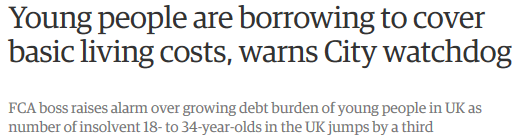 Young people are borrowing to cover
basic living costs, warns City watchdog
FCA boss raises alarm over growing debt burden of young people in UK as
number of insolvent 18- to 34-year-olds in the UK jumps by a third